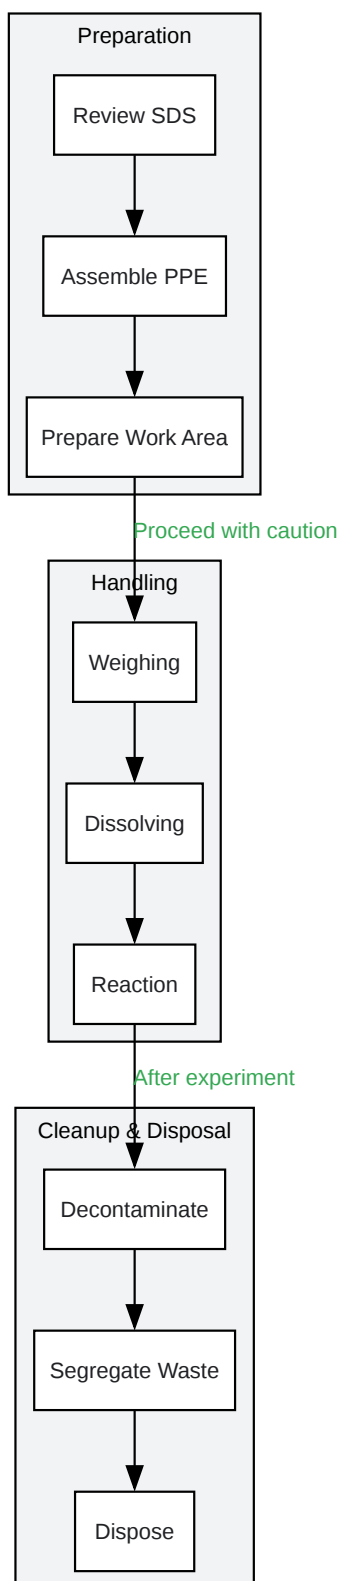 Preparation
Review SDS
Assemble PPE
Prepare Work Area
Proceed with caution
Handling
Weighing
Dissolving
Reaction
After experiment
Cleanup & Disposal
Decontaminate
Segregate Waste
Dispose